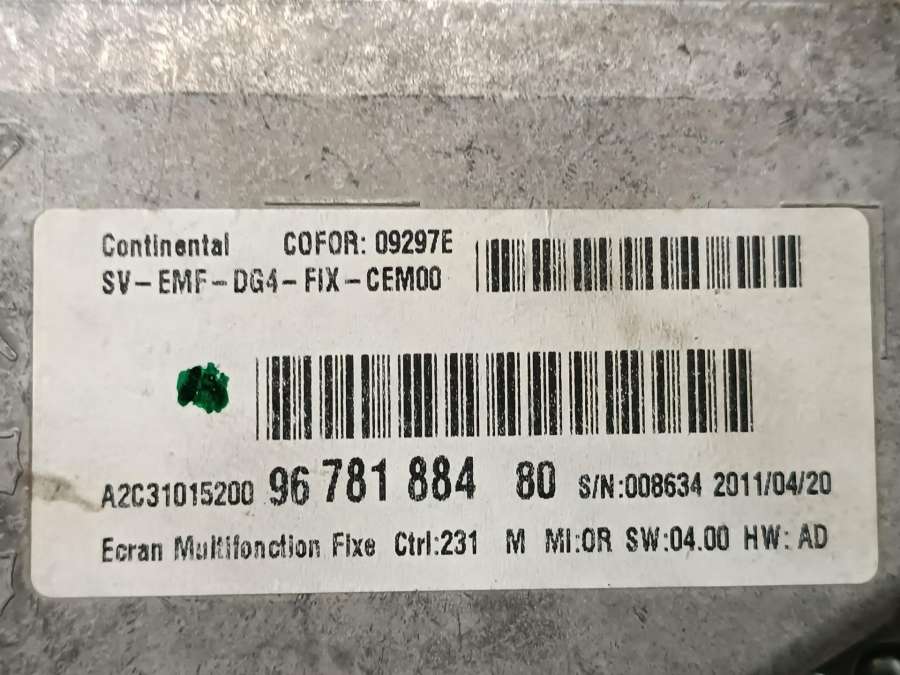 Continental COFOR: 09297E
SV-EMF-DG4-FIX-CEM00
A2C31015200 96 781 884 80 S/N:008634 2011/04/20
Ecran Multifonction Fixe Ctrl:231 M MI:OR SW:04.00 HW: AD